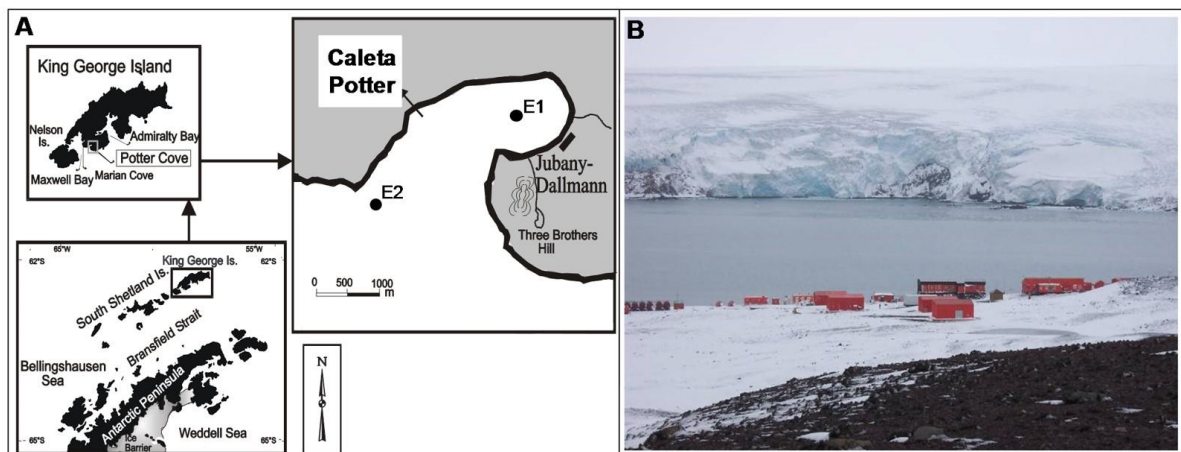 A
King George Island
Nelson Is.
Admiralty Bay
Potter Cove
Maxwell Bay
Marian Cove
Caleta
Potter
E1
E2
Jubany-
Dallmann
Three Brothers
Hill
0 500 1000
m
65°W
55°W
62°S
62°S
King George Is.
South Shetland Is.
Bransfield Strait
Bellingshausen
Sea
Antarctic Peninsula
Weddell Sea
Ice
Barrier
65°S
65°S
N
B